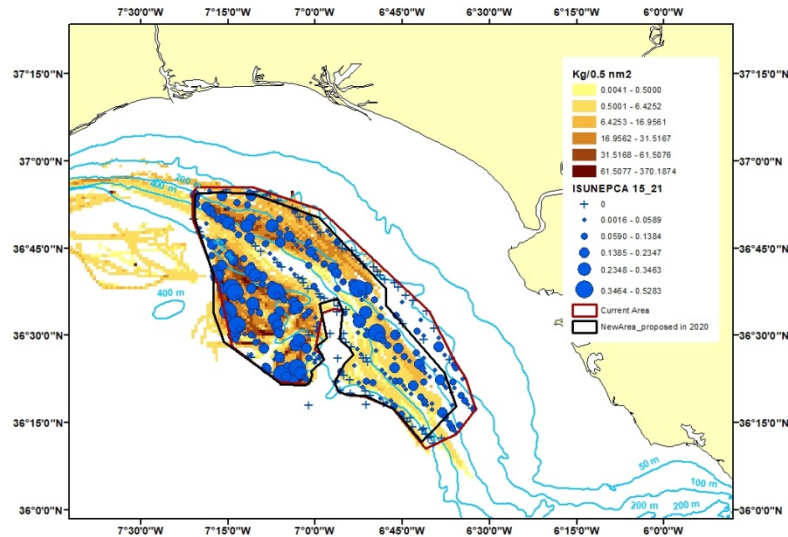 7°30'0"W 7°15'0"W 7°0'0"W 6°45'0"W 6°30'0"W 6°15'0"W 6°0'0"W
37°15'0"N 37°15'0"N
37°0'0"N 37°0'0"N
36°45'0"N 36°45'0"N
36°30'0"N 36°30'0"N
36°15'0"N 36°15'0"N
36°0'0"N 36°0'0"N
7°30'0"W 7°15'0"W 7°0'0"W 6°45'0"W 6°30'0"W 6°15'0"W 6°0'0"W
Kg/0.5 nm2
0.0041 - 0.5000
0.5001 - 6.4252
6.4253 - 16.9561
16.9562 - 31.5167
31.5168 - 61.5076
61.5077 - 370.1874
ISUNEPCA 15_21
0
0.0016 - 0.0589
0.0590 - 0.1384
0.1385 - 0.2347
0.2348 - 0.3463
0.3464 - 0.5283
Current Area
NewArea_proposed in 2020
200 m
400 m
400 m
50 m
100 m
200 m
200 m